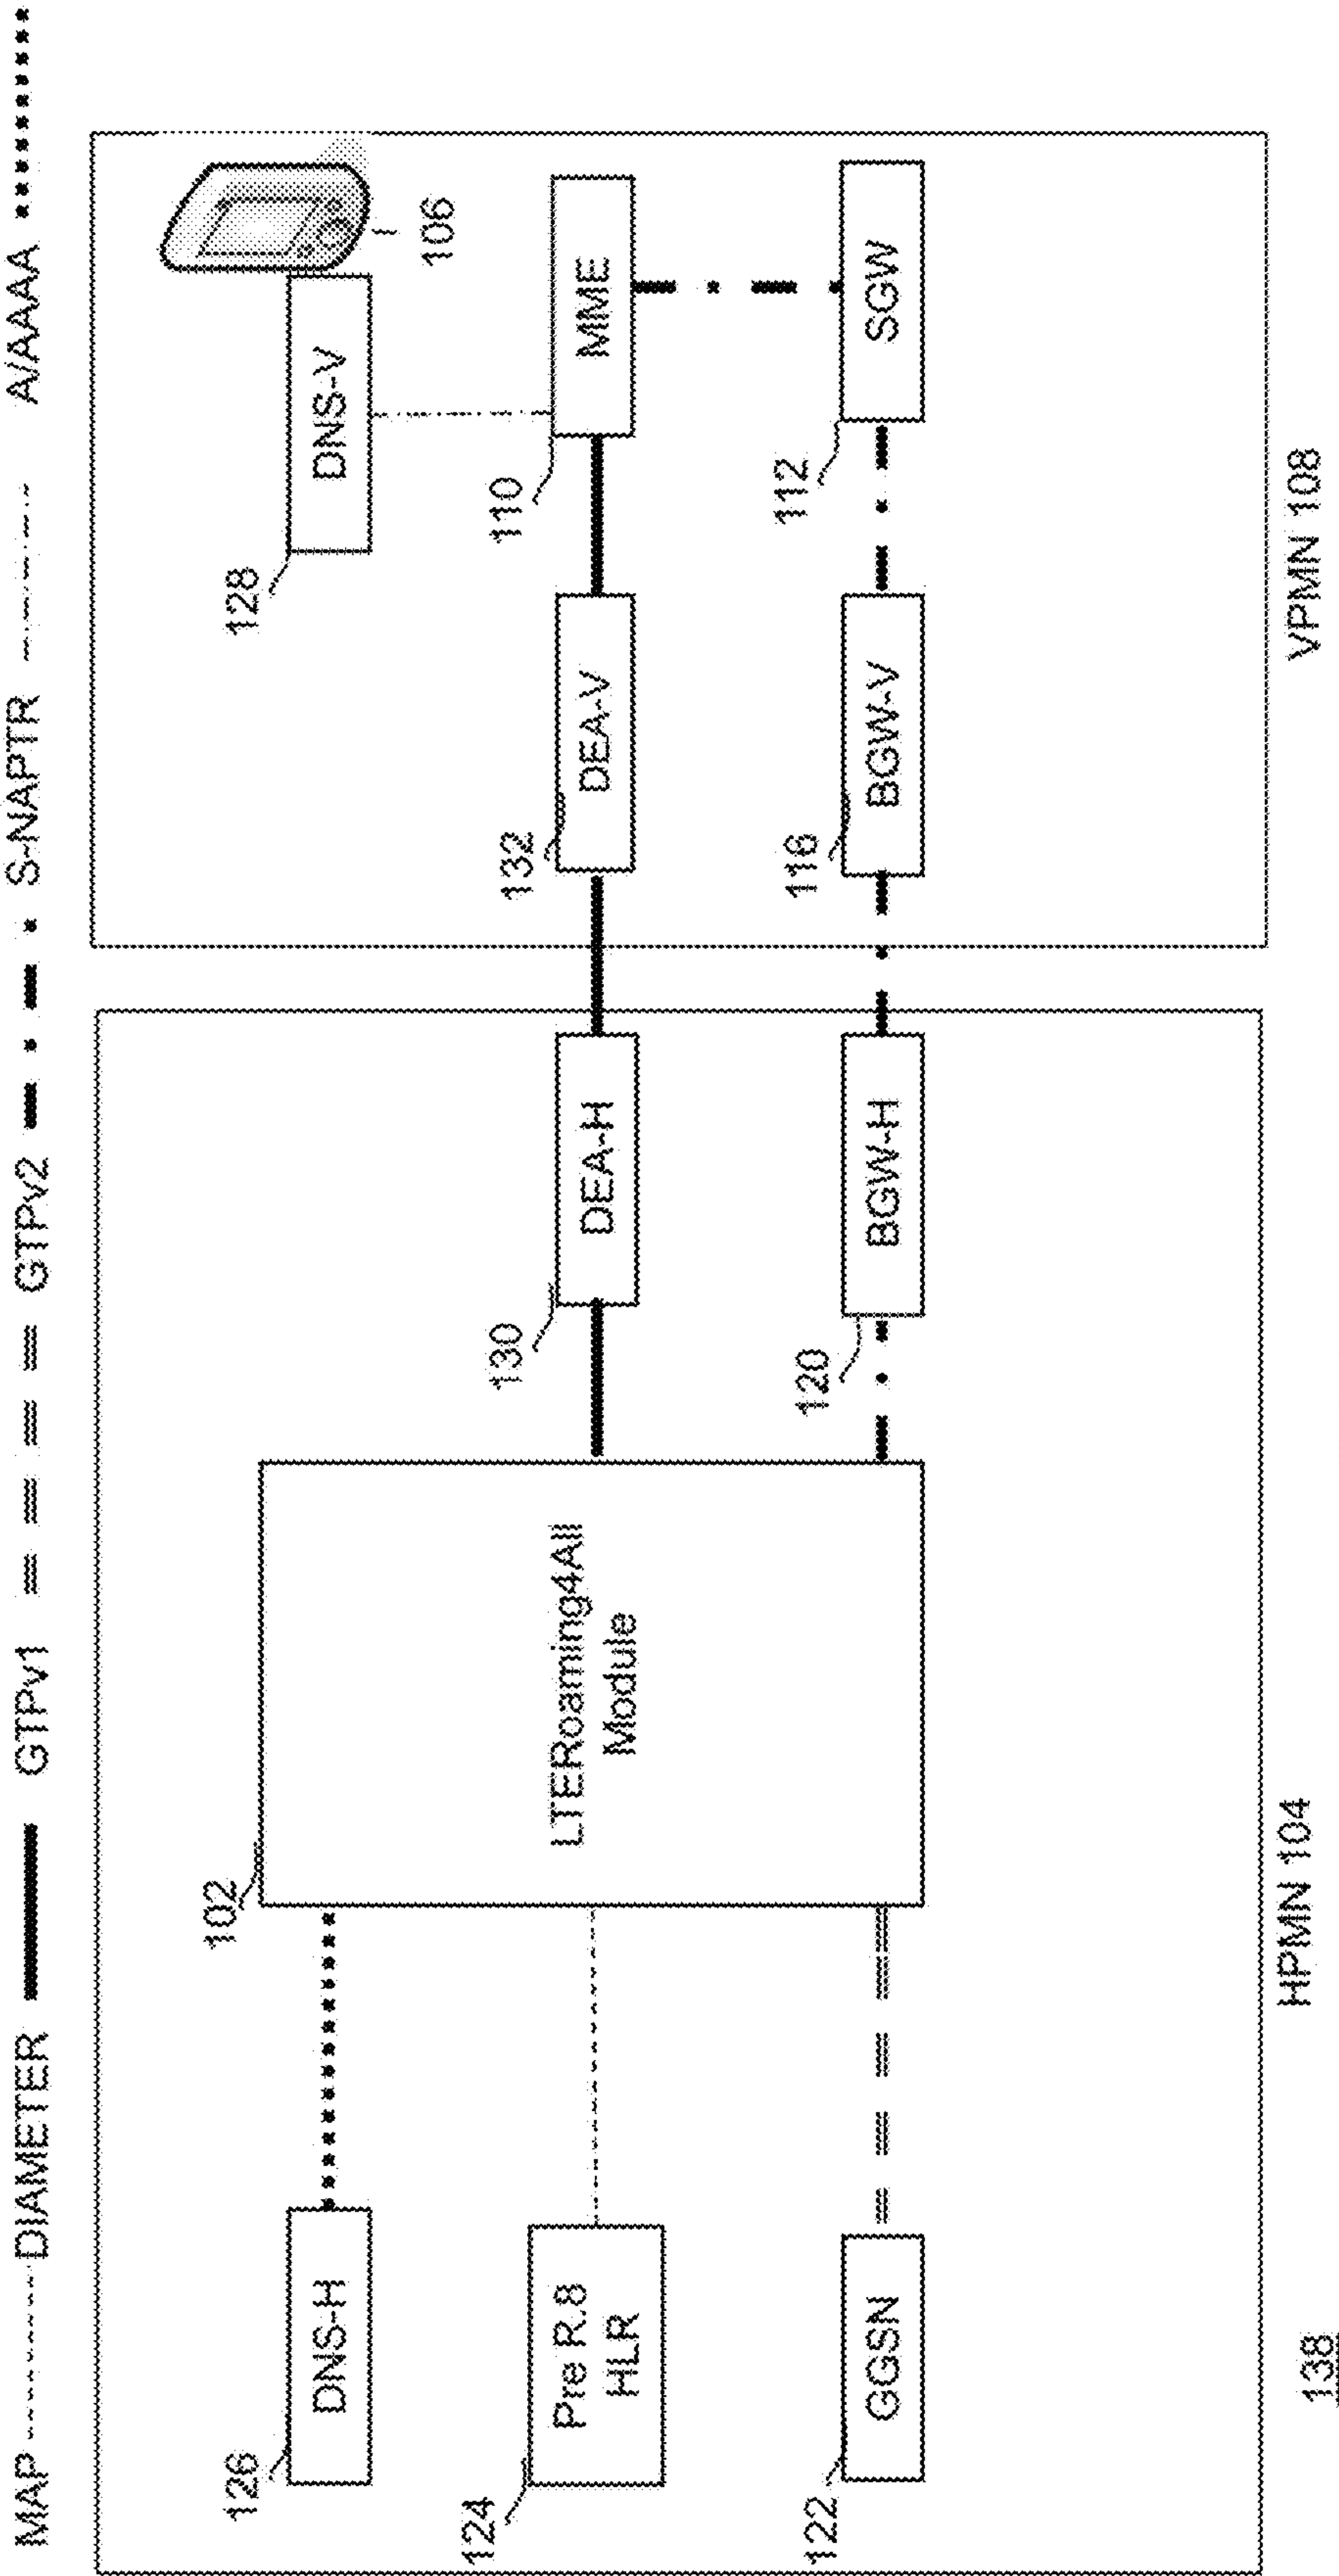 MAP DIAMETER GTPv1 GTPv2 S-NAPTR A/AAAA
126
DNS-H
102
128
DNS-V
106
124
Pre R.8
HLR
LTERoaming4All
Module
130
DEA-H
132
DEA-V
110
MME
122
GGSN
120
BGW-H
116
BGW-V
112
SGW
HPMN 104
VPMN 108
138